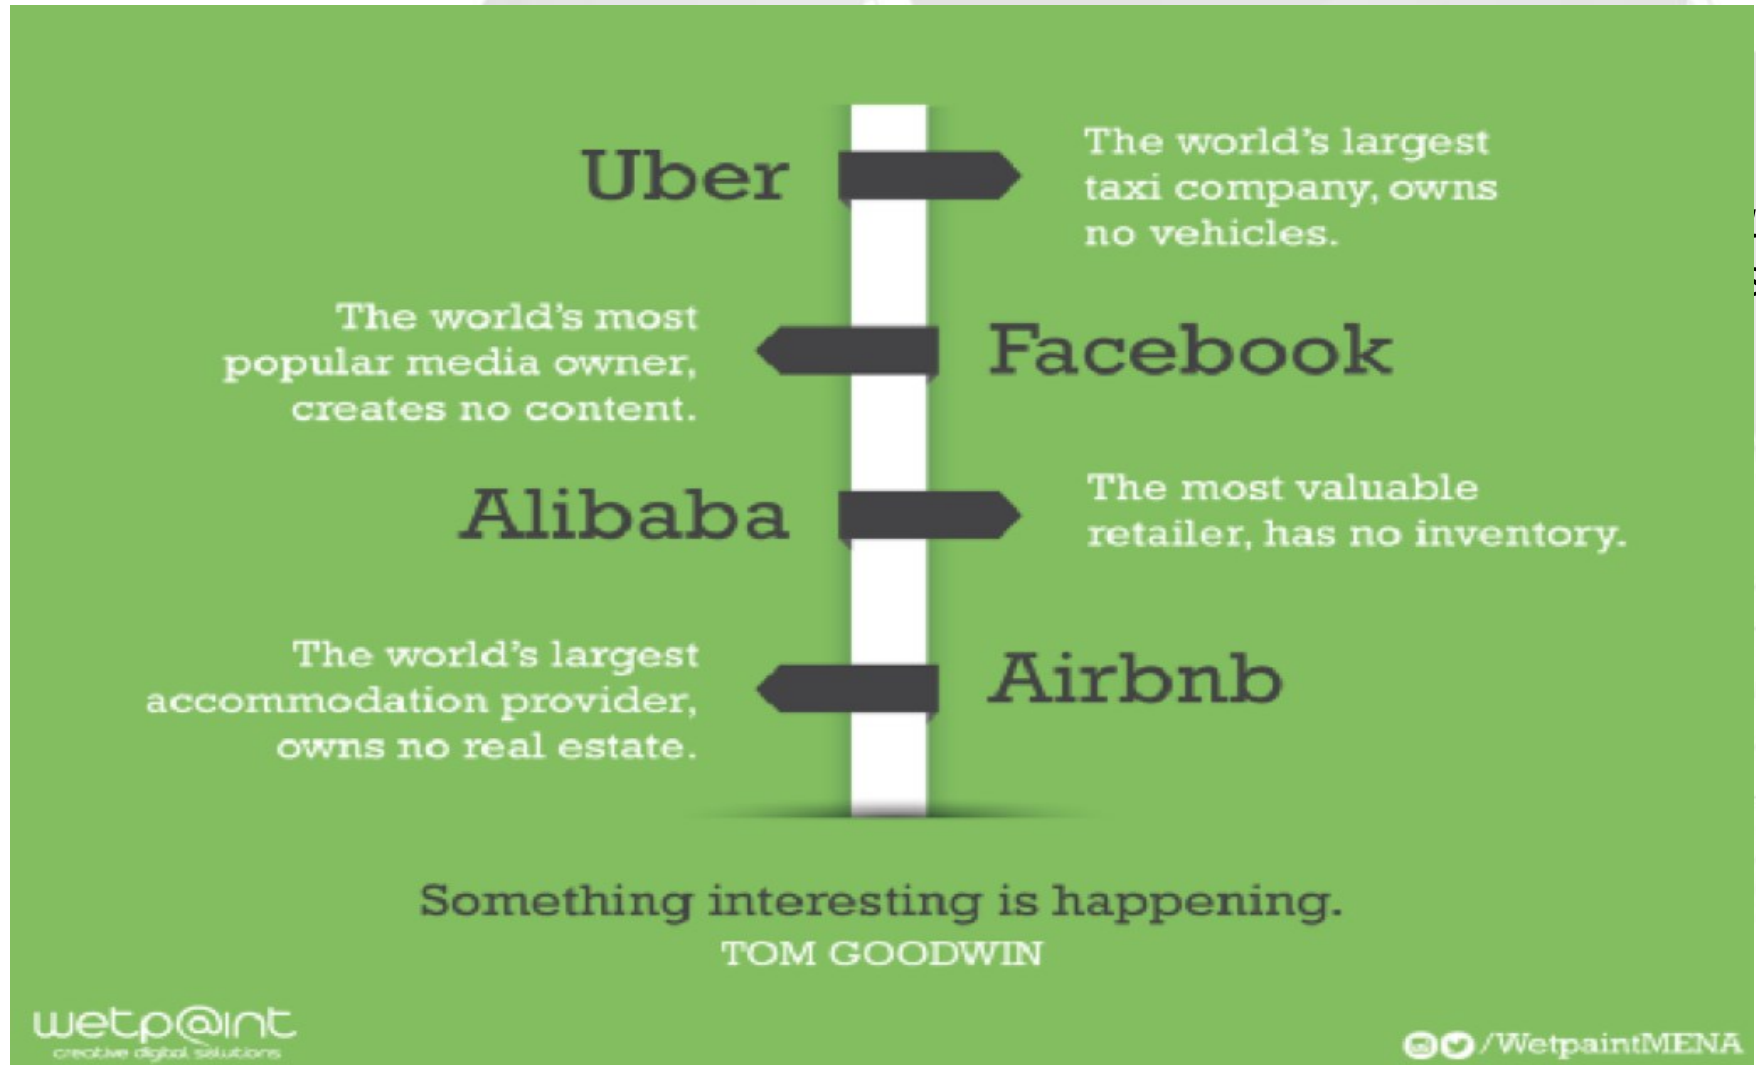 Uber
The world's largest
taxi company, owns
no vehicles.
The world's most
popular media owner,
creates no content.
Facebook
Alibaba
The most valuable
retailer, has no inventory.
The world's largest
accommodation provider,
owns no real estate.
Airbnb
Something interesting is happening.
TOM GOODWIN
wetp@int
creative digital solutions
/WetpaintMENA